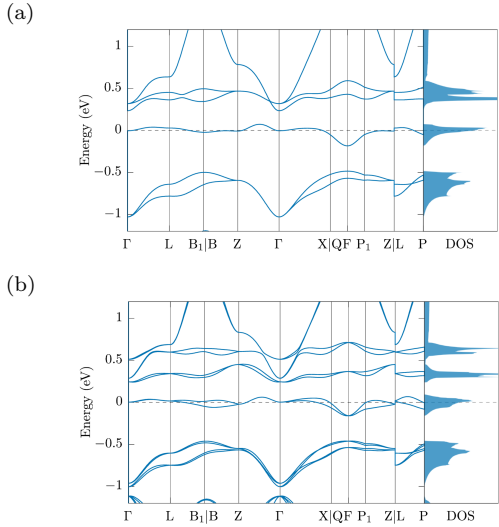 (a)
1
0.5
0
−0.5
−1
Energy (eV)
Γ L B₁|B Z Γ X|QF P₁ Z|L P DOS
(b)
1
0.5
0
−0.5
−1
Energy (eV)
Γ L B₁|B Z Γ X|QF P₁ Z|L P DOS